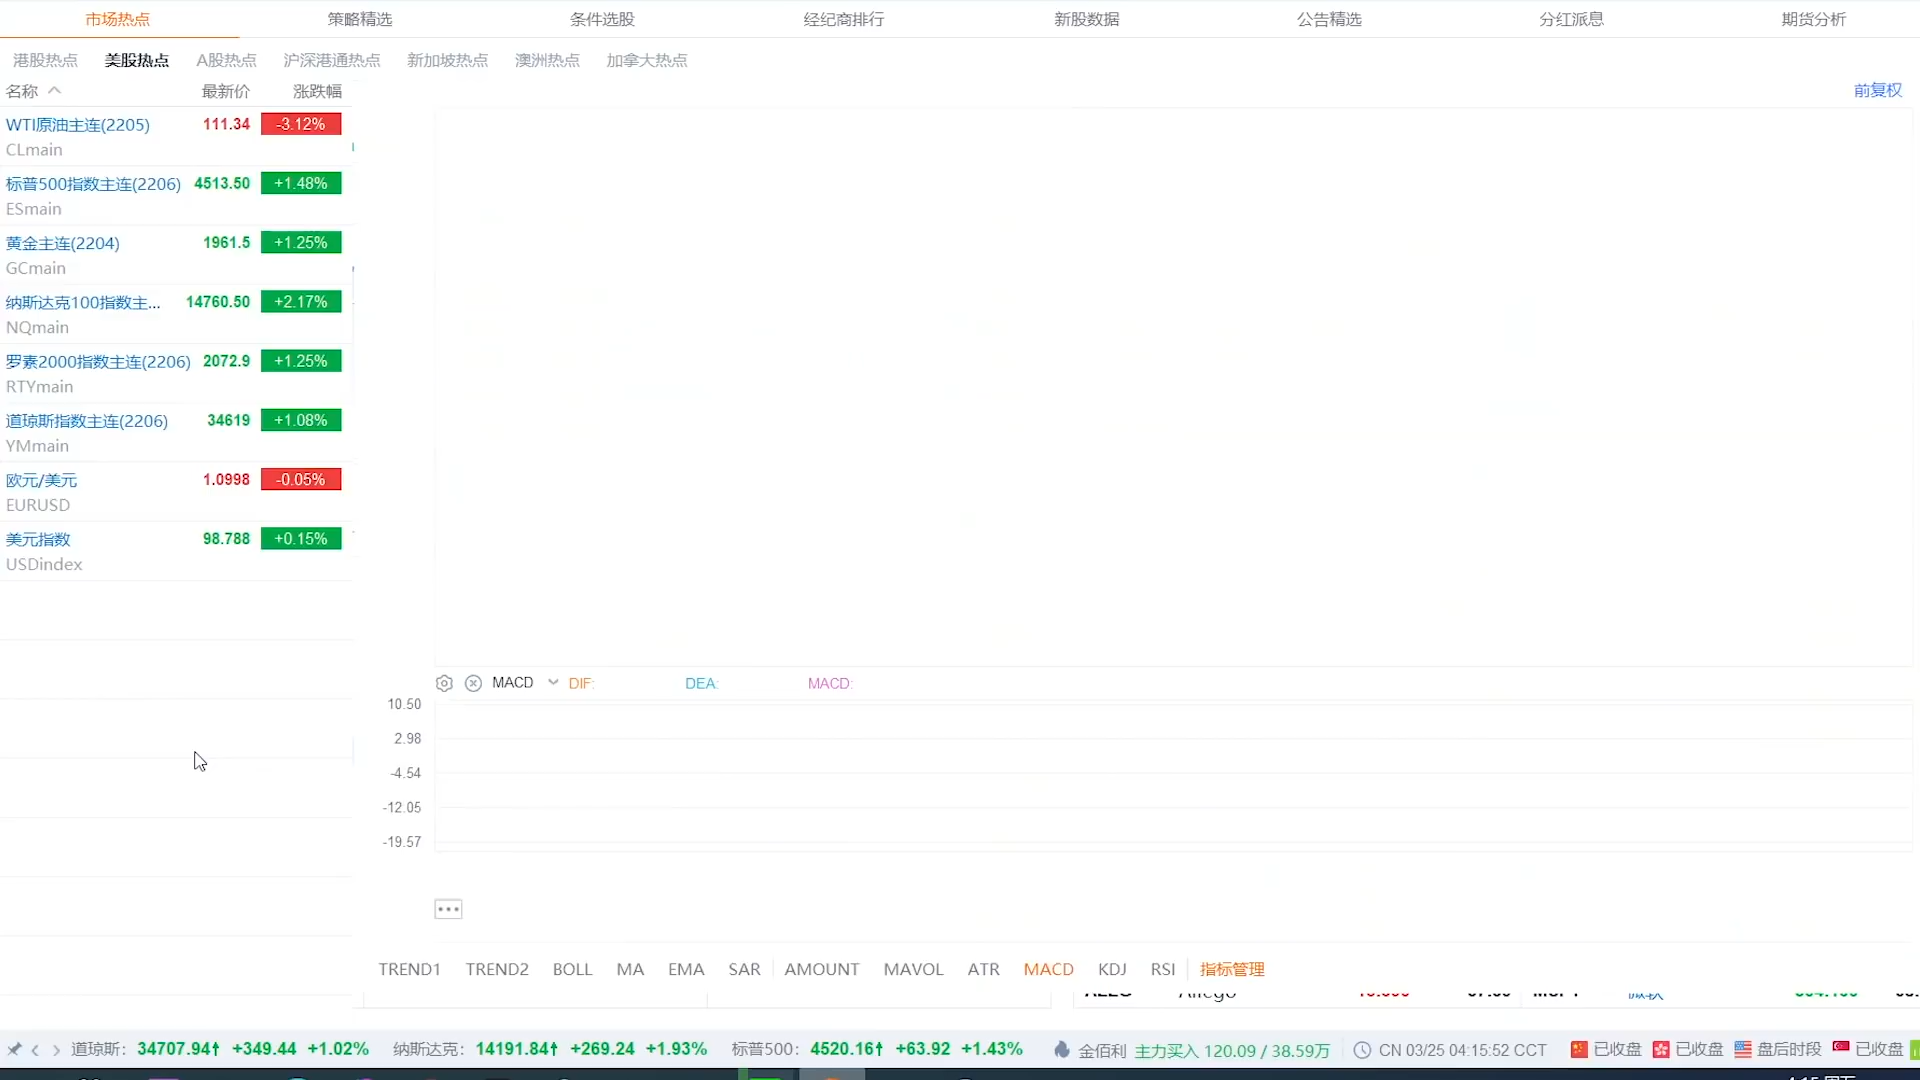 市场热点 策略精选 条件选股 经纪商排行 新股数据 公告精选 分红派息 期货分析
港股热点 美股热点 A股热点 沪深港通热点 新加坡热点 澳洲热点 加拿大热点
名称 最新价 涨跌幅 前复权
WTI原油主连(2205) 111.34 -3.12%
CLmain
标普500指数主连(2206) 4513.50 +1.48%
ESmain
黄金主连(2204) 1961.5 +1.25%
GCmain
纳斯达克100指数主... 14760.50 +2.17%
NQmain
罗素2000指数主连(2206) 2072.9 +1.25%
RTYmain
道琼斯指数主连(2206) 34619 +1.08%
YMmain
欧元/美元 1.0998 -0.05%
EURUSD
美元指数 98.788 +0.15%
USDindex
MACD DIF: DEA: MACD:
10.50
2.98
-4.54
-12.05
-19.57
TREND1 TREND2 BOLL MA EMA SAR AMOUNT MAVOL ATR MACD KDJ RSI 指标管理
道琼斯: 34707.94↑ +349.44 +1.02% 纳斯达克: 14191.84↑ +269.24 +1.93% 标普500: 4520.16↑ +63.92 +1.43% 金佰利 主力买入 120.09 / 38.59万 CN 03/25 04:15:52 CCT 已收盘 已收盘 盘后时段 已收盘